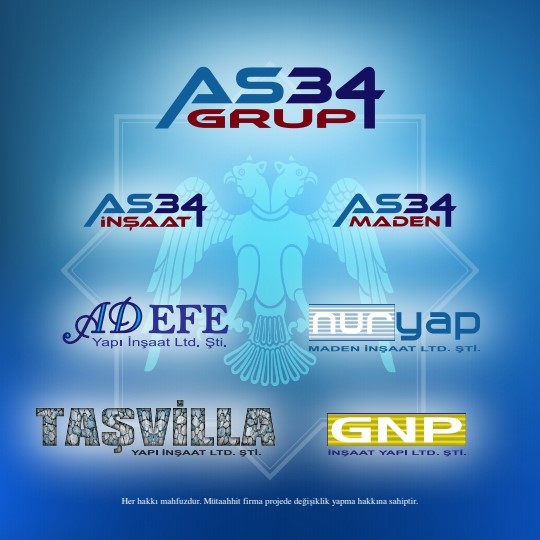 AS34
GRUP
AS34
İNŞAAT
AS34
MADEN
AD EFE
Yapı İnşaat Ltd. Şti.
nuryap
MADEN İNŞAAT LTD. ŞTİ.
TAŞVİLLA
YAPI İNŞAAT LTD. ŞTİ.
GNP
İNŞAAT YAPI LTD. ŞTİ.
Her hakkı mahfuzdur. Mütaahhit firma projede değişiklik yapma hakkına sahiptir.